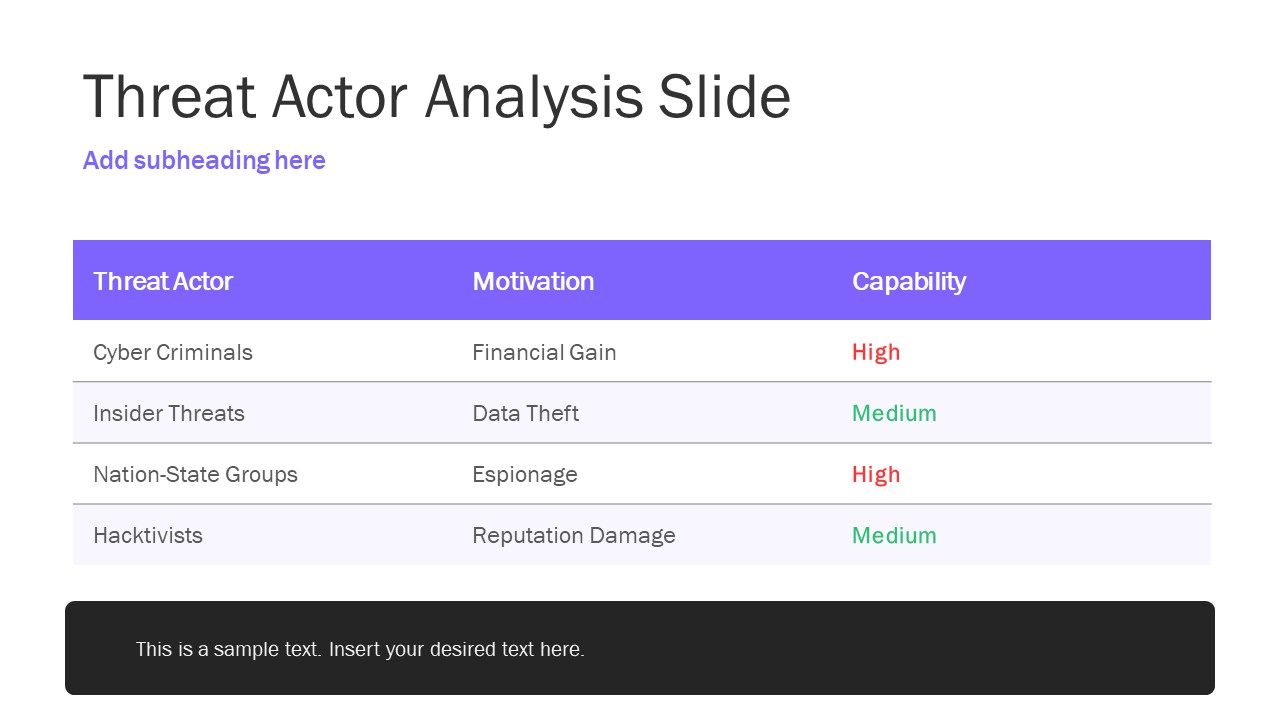 Threat Actor Analysis Slide
Add subheading here
Threat Actor Motivation Capability
Cyber Criminals Financial Gain High
Insider Threats Data Theft Medium
Nation-State Groups Espionage High
Hacktivists Reputation Damage Medium
This is a sample text. Insert your desired text here.